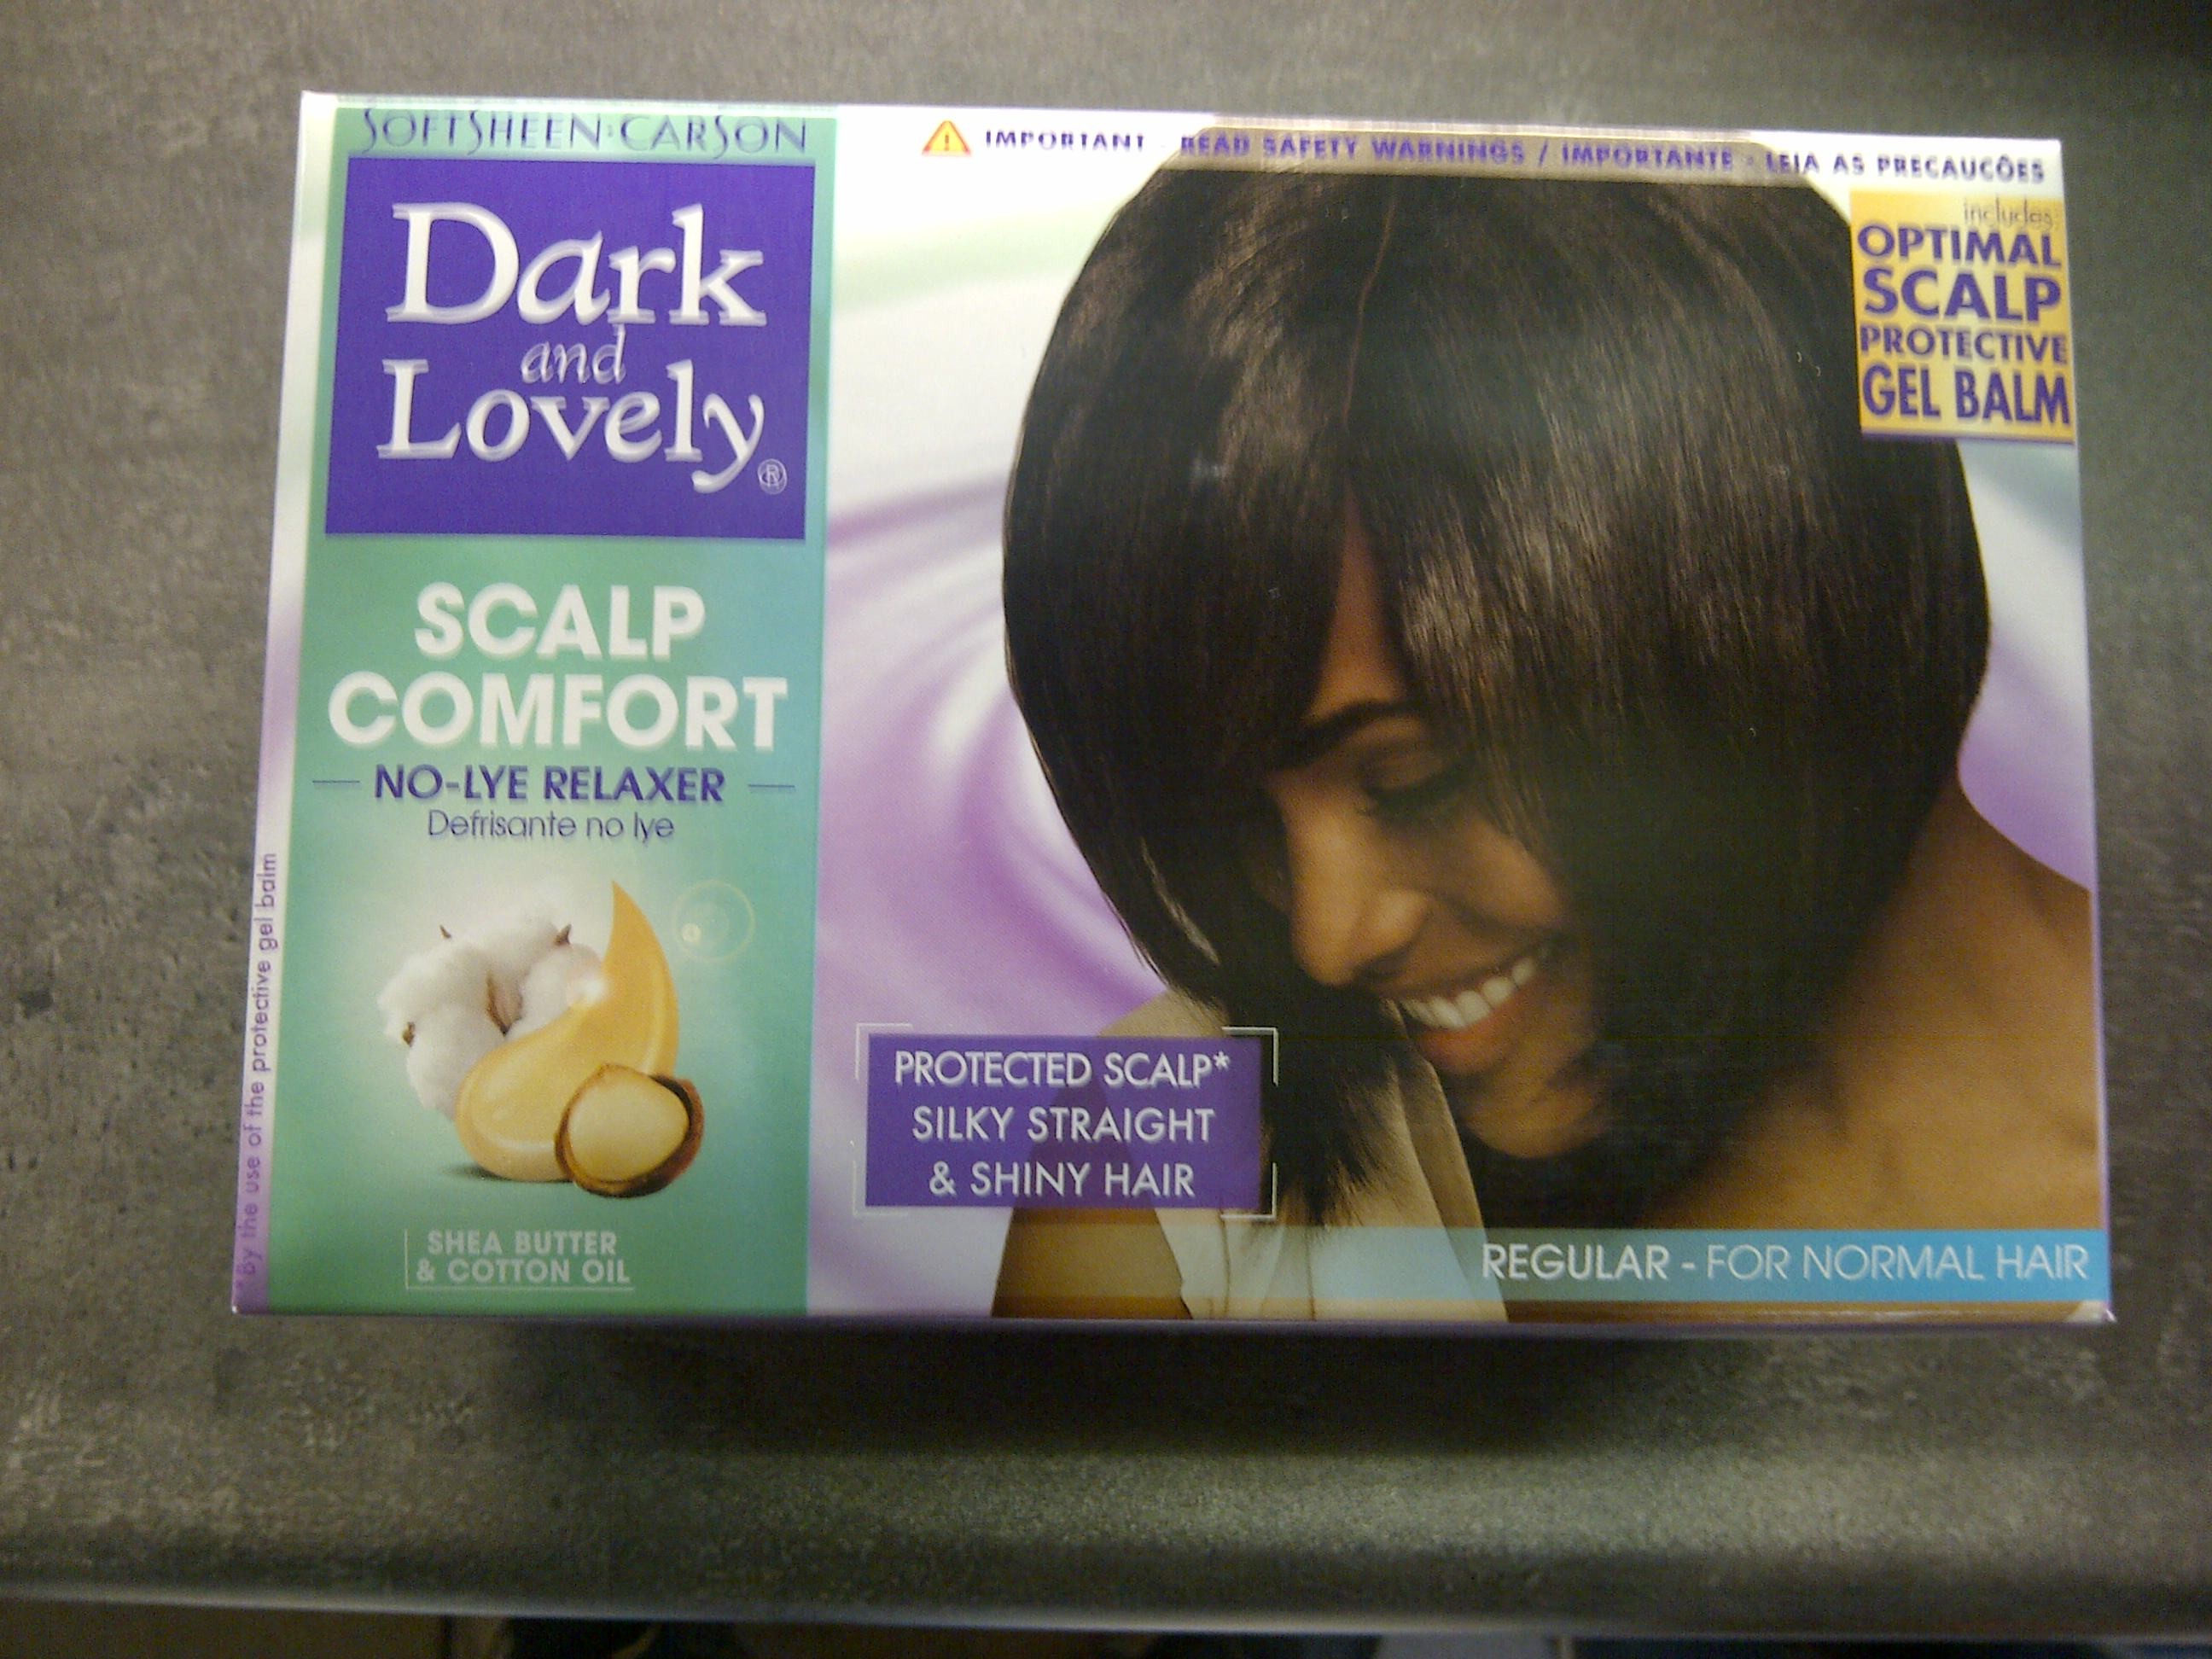 SOFTSHEEN·CARSON
Dark
and
Lovely®
SCALP
COMFORT
NO-LYE RELAXER
Defrisante no lye
SHEA BUTTER
& COTTON OIL
*By the use of the protective gel balm
IMPORTANT - READ SAFETY WARNINGS / IMPORTANTE - LEIA AS PRECAUCÕES
includes:
OPTIMAL
SCALP
PROTECTIVE
GEL BALM
PROTECTED SCALP*
SILKY STRAIGHT
& SHINY HAIR
REGULAR - FOR NORMAL HAIR